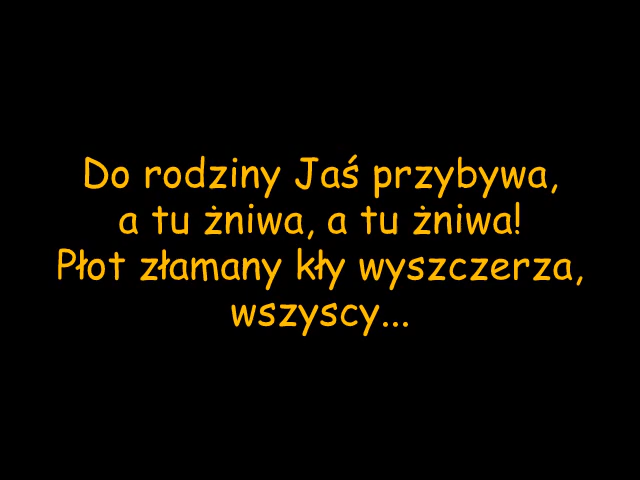 Do rodziny Jaś przybywa,
a tu żniwa, a tu żniwa!
Płot złamany kły wyszczerza,
wszyscy...